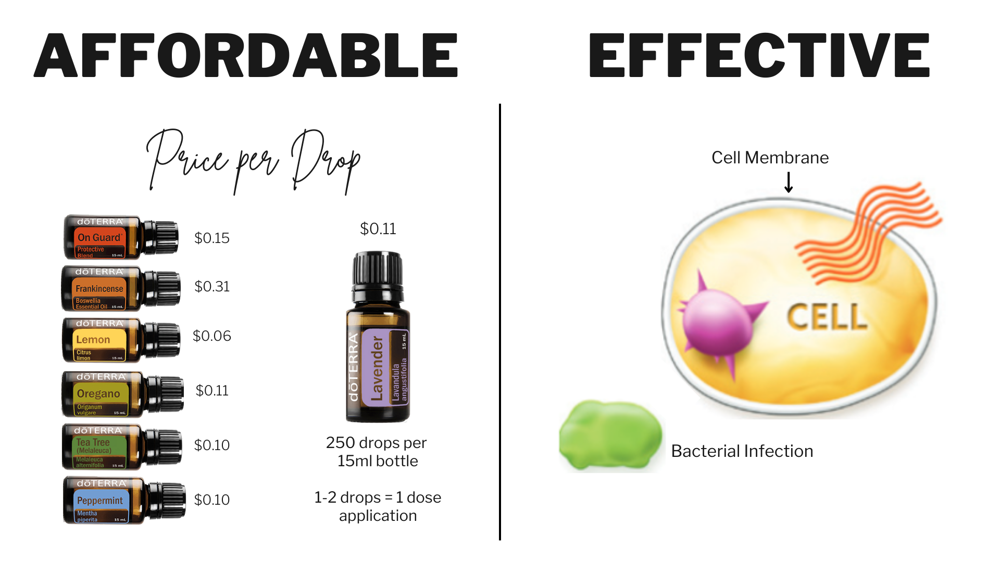 AFFORDABLE
EFFECTIVE
Price per Drop
dōTERRA®
On Guard®
Protective
Blend
15 mL
$0.15
dōTERRA®
Frankincense
Boswellia
Essential Oil
15 mL
$0.31
dōTERRA®
Lemon
Citrus
limon
15 mL
$0.06
dōTERRA®
Oregano
Origanum
vulgare
15 mL
$0.11
dōTERRA®
Tea Tree
(Melaleuca)
Melaleuca
alternifolia
15 mL
$0.10
dōTERRA®
Peppermint
Mentha
piperita
15 mL
$0.10
$0.11
dōTERRA®
Lavender
Lavandula
angustifolia
15 mL
250 drops per
15ml bottle
1-2 drops = 1 dose
application
Cell Membrane
CELL
Bacterial Infection